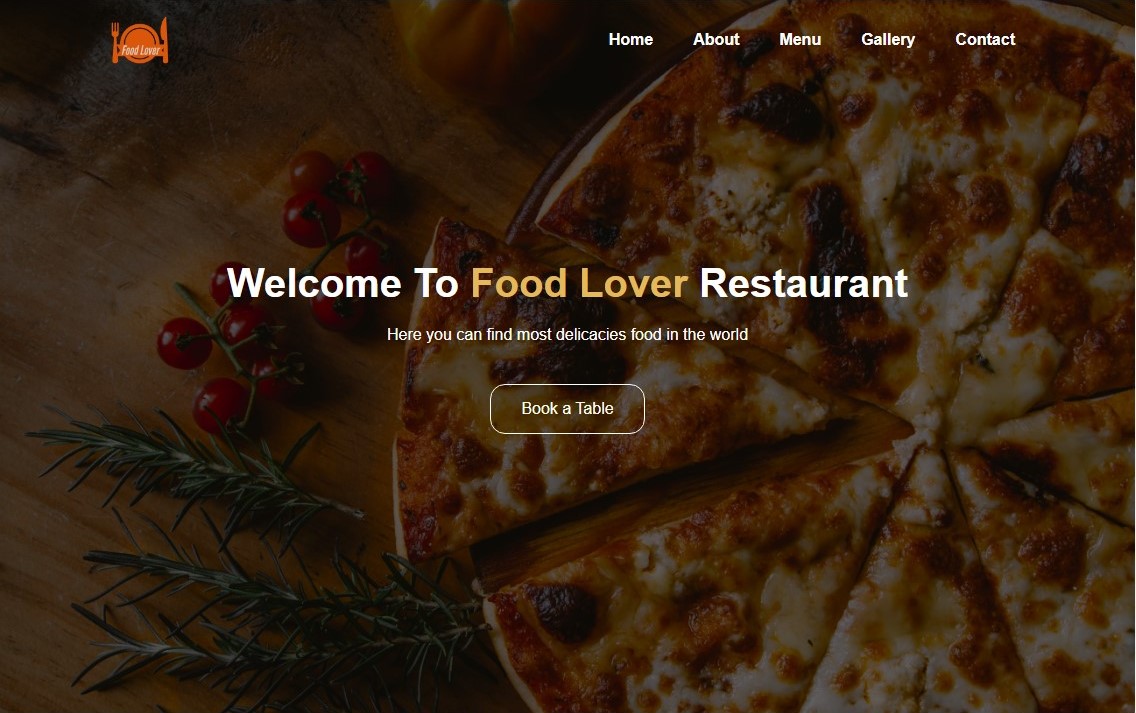 Food Lover
Home About Menu Gallery Contact
Welcome To Food Lover Restaurant
Here you can find most delicacies food in the world
Book a Table